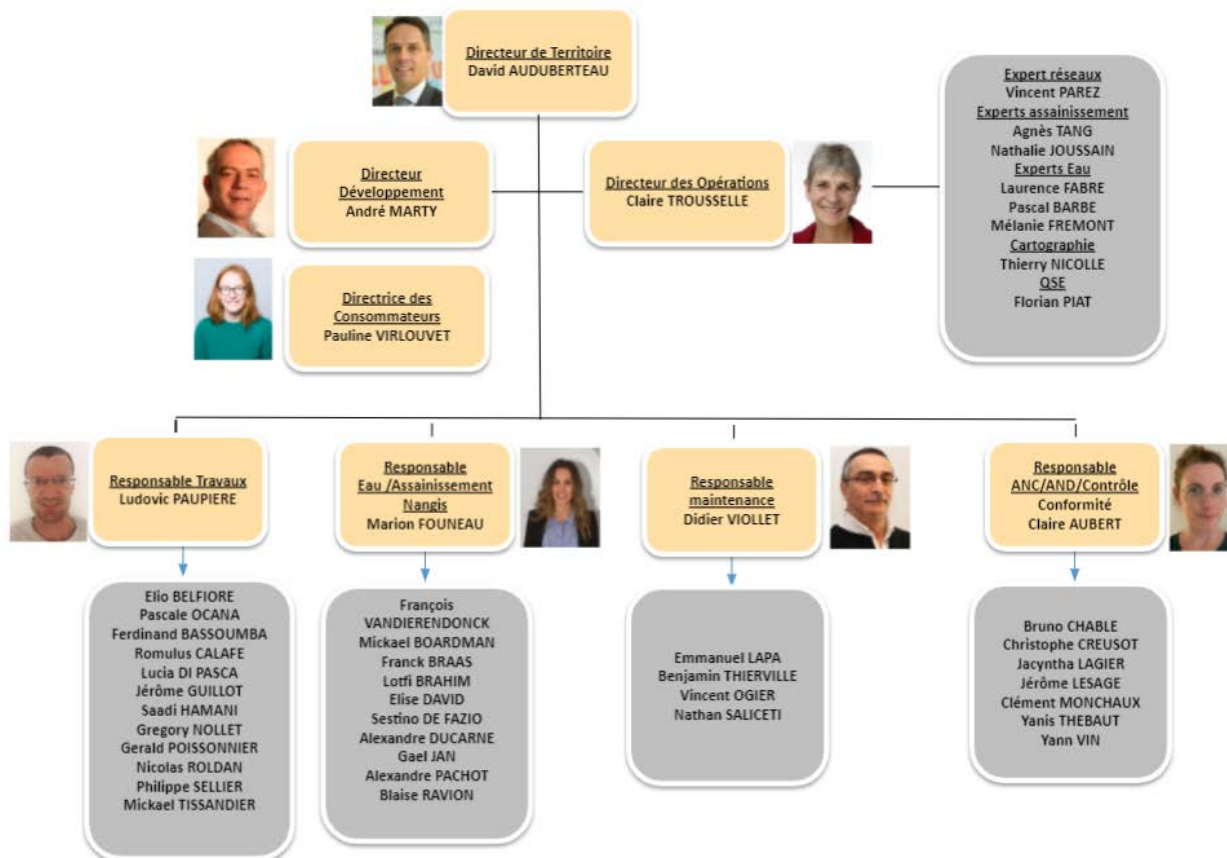 Directeur de Territoire
David AUDUBERTEAU
Directeur
Développement
André MARTY
Directeur des Opérations
Claire TROUSSELLE
Expert réseaux
Vincent PAREZ
Experts assainissement
Agnès TANG
Nathalie JOUSSAIN
Experts Eau
Laurence FABRE
Pascal BARBE
Mélanie FREMONT
Cartographie
Thierry NICOLLE
QSE
Florian PIAT
Directrice des
Consommateurs
Pauline VIRLOUVET
Responsable Travaux
Ludovic PAUPIERE
Responsable
Eau /Assainissement
Nangis
Marion FOUNEAU
Responsable
maintenance
Didier VIOLLET
Responsable
ANC/AND/Contrôle
Conformité
Claire AUBERT
Elio BELFIORE
Pascale OCANA
Ferdinand BASSOUMBA
Romulus CALAFE
Lucia DI PASCA
Jérôme GUILLOT
Saadi HAMANI
Gregory NOLLET
Gerald POISSONNIER
Nicolas ROLDAN
Philippe SELLIER
Mickael TISSANDIER
François
VANDIERENDONCK
Mickael BOARDMAN
Franck BRAAS
Lotfi BRAHIM
Elise DAVID
Sestino DE FAZIO
Alexandre DUCARNE
Gael JAN
Alexandre PACHOT
Blaise RAVION
Emmanuel LAPA
Benjamin THIERVILLE
Vincent OGIER
Nathan SALICETI
Bruno CHABLE
Christophe CREUSOT
Jacyntha LAGIER
Jérôme LESAGE
Clément MONCHAUX
Yanis THEBAUT
Yann VIN